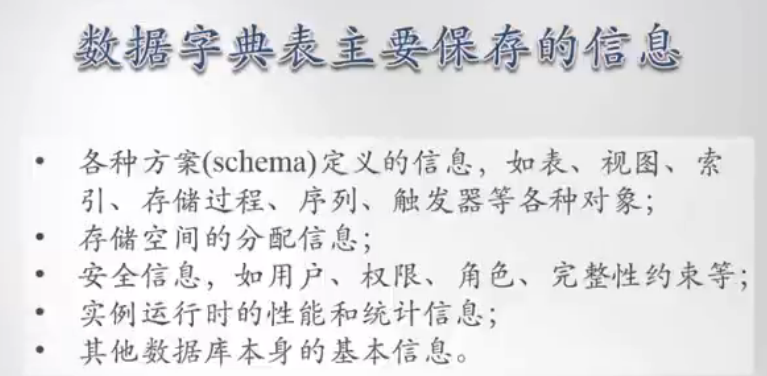 数据字典表主要保存的信息
• 各种方案(schema)定义的信息，如表、视图、索
引、存储过程、序列、触发器等各种对象；
• 存储空间的分配信息；
• 安全信息，如用户、权限、角色、完整性约束等；
• 实例运行时的性能和统计信息；
• 其他数据库本身的基本信息。